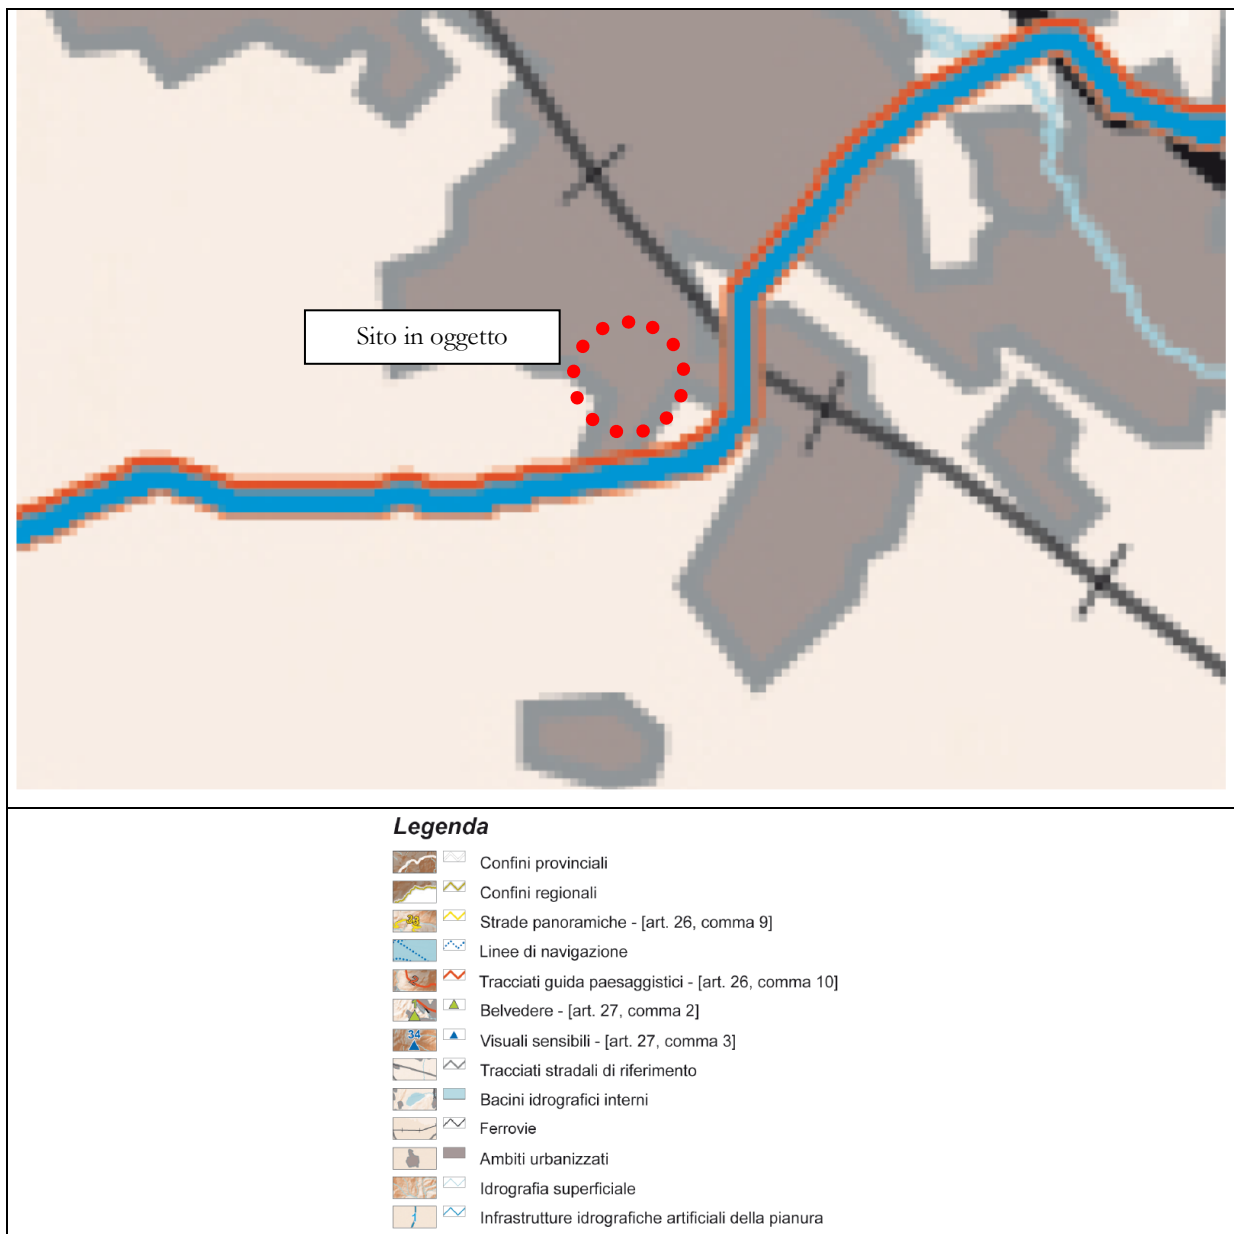 Sito in oggetto
Legenda
Confini provinciali
Confini regionali
33
Strade panoramiche - [art. 26, comma 9]
Linee di navigazione
Tracciati guida paesaggistici - [art. 26, comma 10]
Belvedere - [art. 27, comma 2]
34
Visuali sensibili - [art. 27, comma 3]
Tracciati stradali di riferimento
Bacini idrografici interni
Ferrovie
Ambiti urbanizzati
Idrografia superficiale
Infrastrutture idrografiche artificiali della pianura